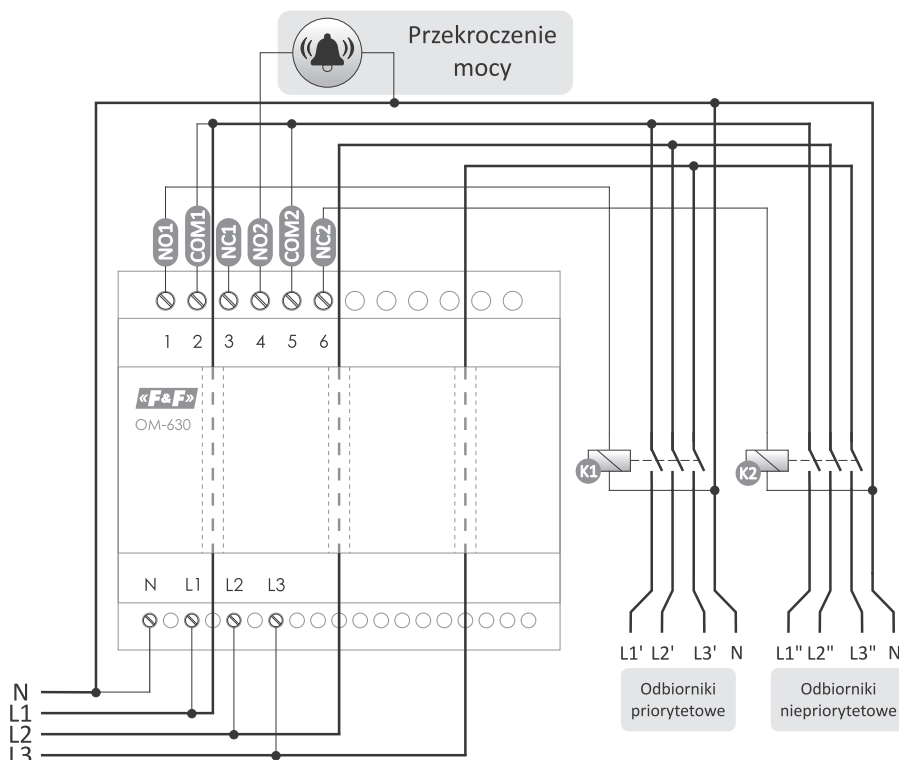 Przekroczenie
mocy
NO1 COM1 NC1 NO2 COM2 NC2
1 2 3 4 5 6
«F&F»
OM-630
K1 K2
N L1 L2 L3
L1' L2' L3' N L1" L2" L3" N
Odbiorniki
priorytetowe
Odbiorniki
niepriorytetowe
N
L1
L2
L3